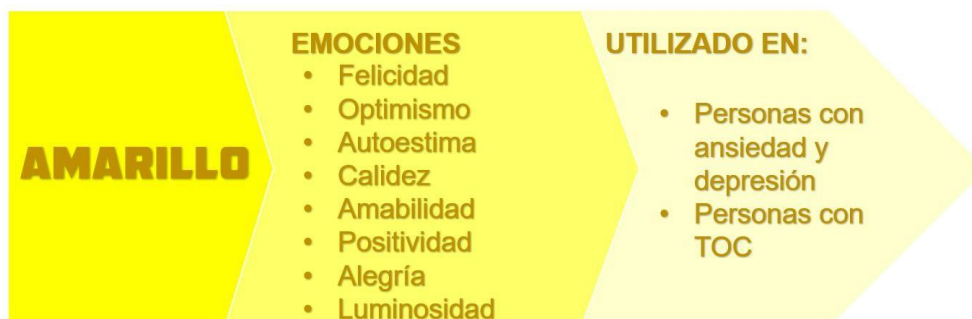 AMARILLO
EMOCIONES
• Felicidad
• Optimismo
• Autoestima
• Calidez
• Amabilidad
• Positividad
• Alegría
• Luminosidad
UTILIZADO EN:
• Personas con
ansiedad y
depresión
• Personas con
TOC